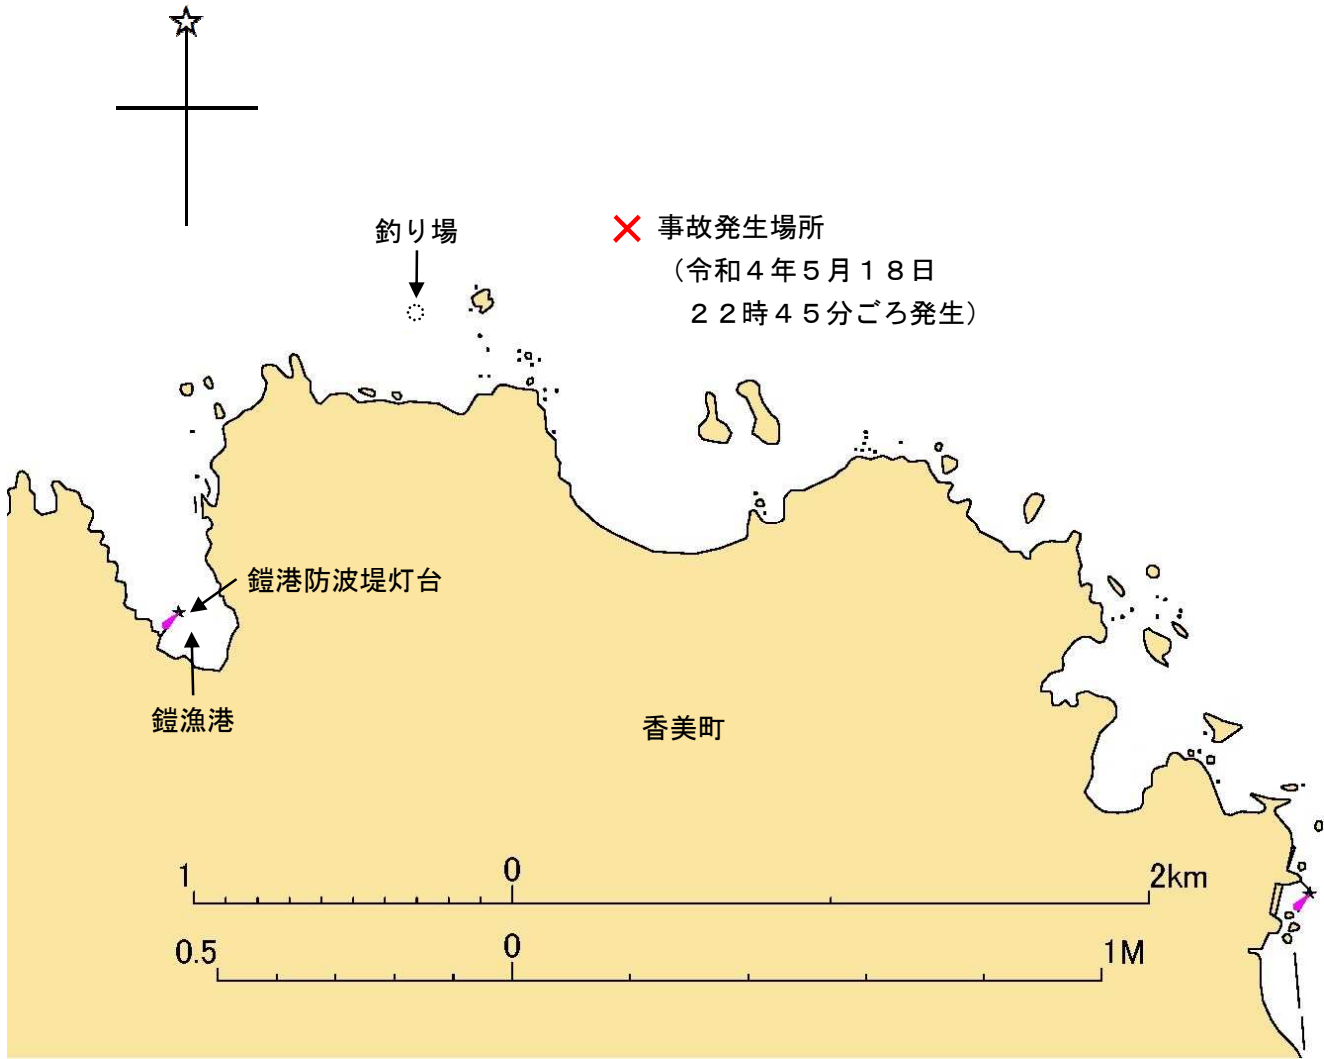 釣り場
事故発生場所
（令和４年５月１８日
２２時４５分ごろ発生）
鎧港防波堤灯台
鎧漁港
香美町
1 0 2km
0.5 0 1M